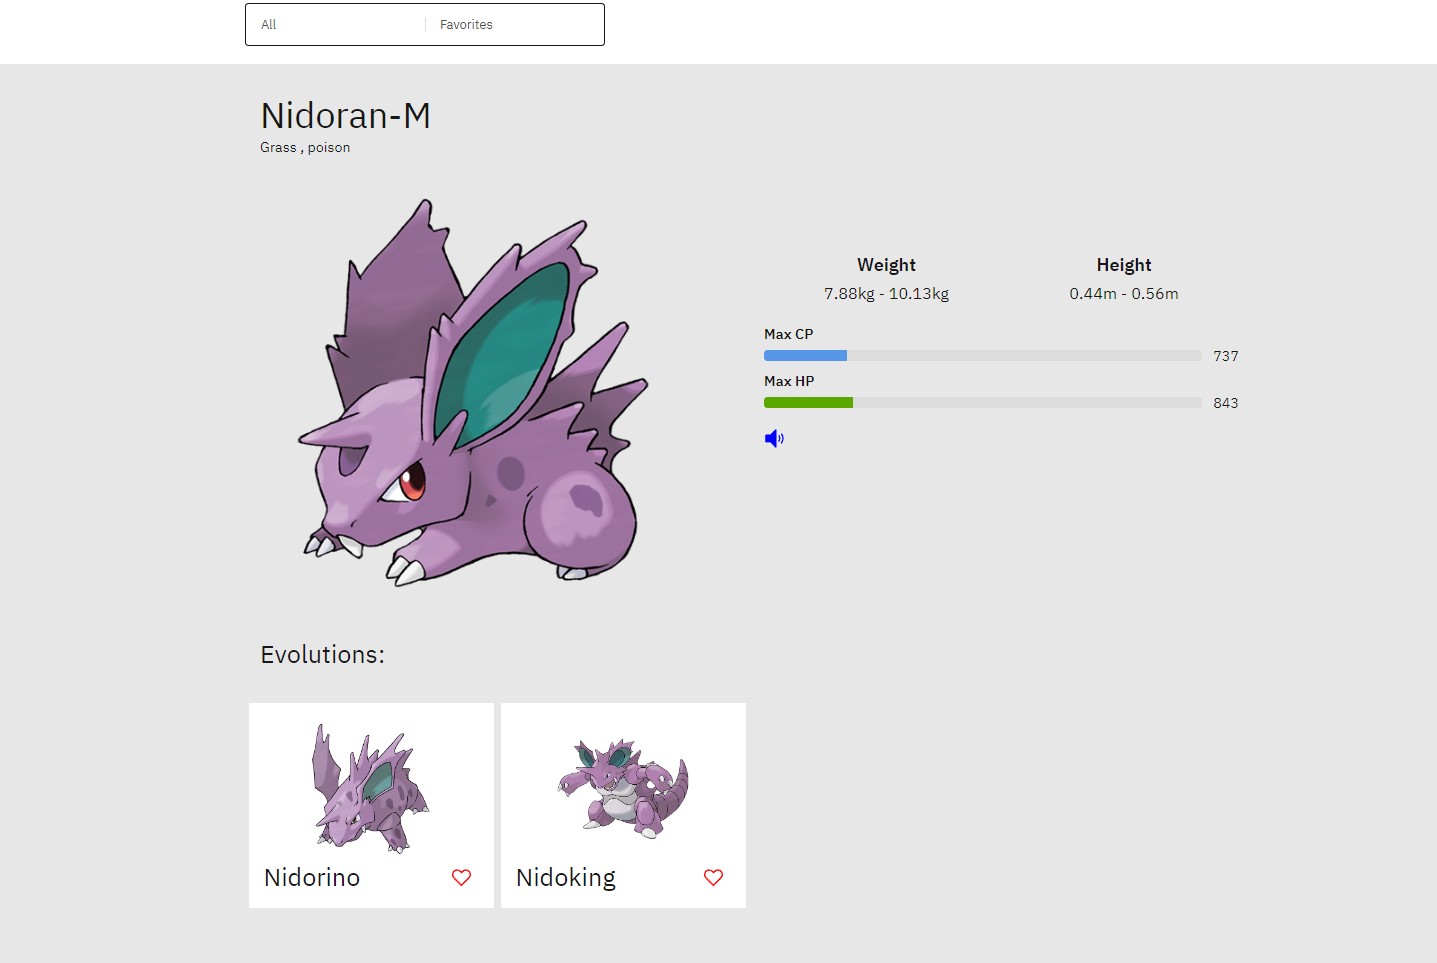 All
Favorites
Nidoran-M
Grass , poison
Weight
Height
7.88kg - 10.13kg
0.44m - 0.56m
Max CP
737
Max HP
843
Evolutions:
Nidorino
Nidoking